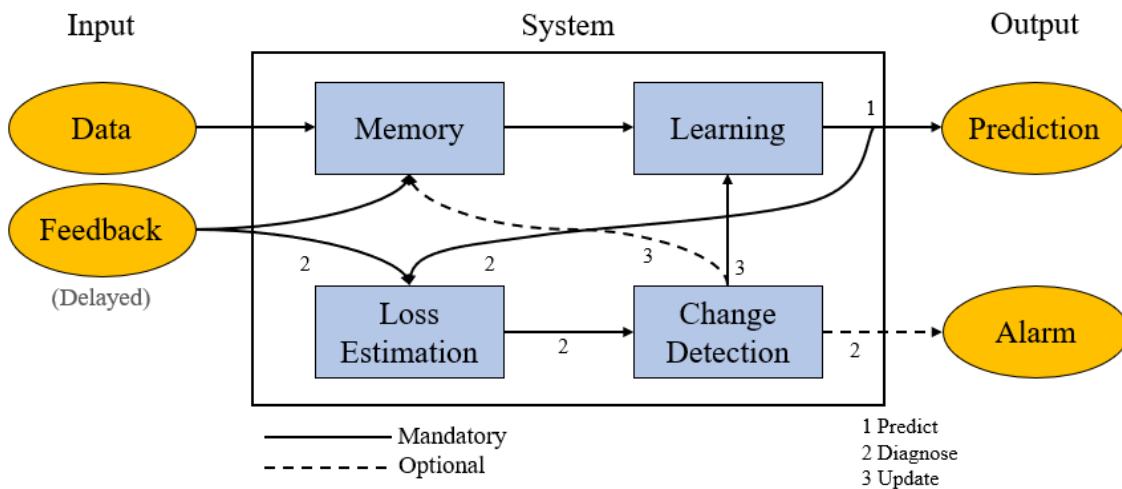 Input
System
Output
Data
Memory
Learning
1
Prediction
Feedback
(Delayed)
2
2
3
3
Loss
Estimation
2
Change
Detection
2
Alarm
Mandatory
Optional
1 Predict
2 Diagnose
3 Update